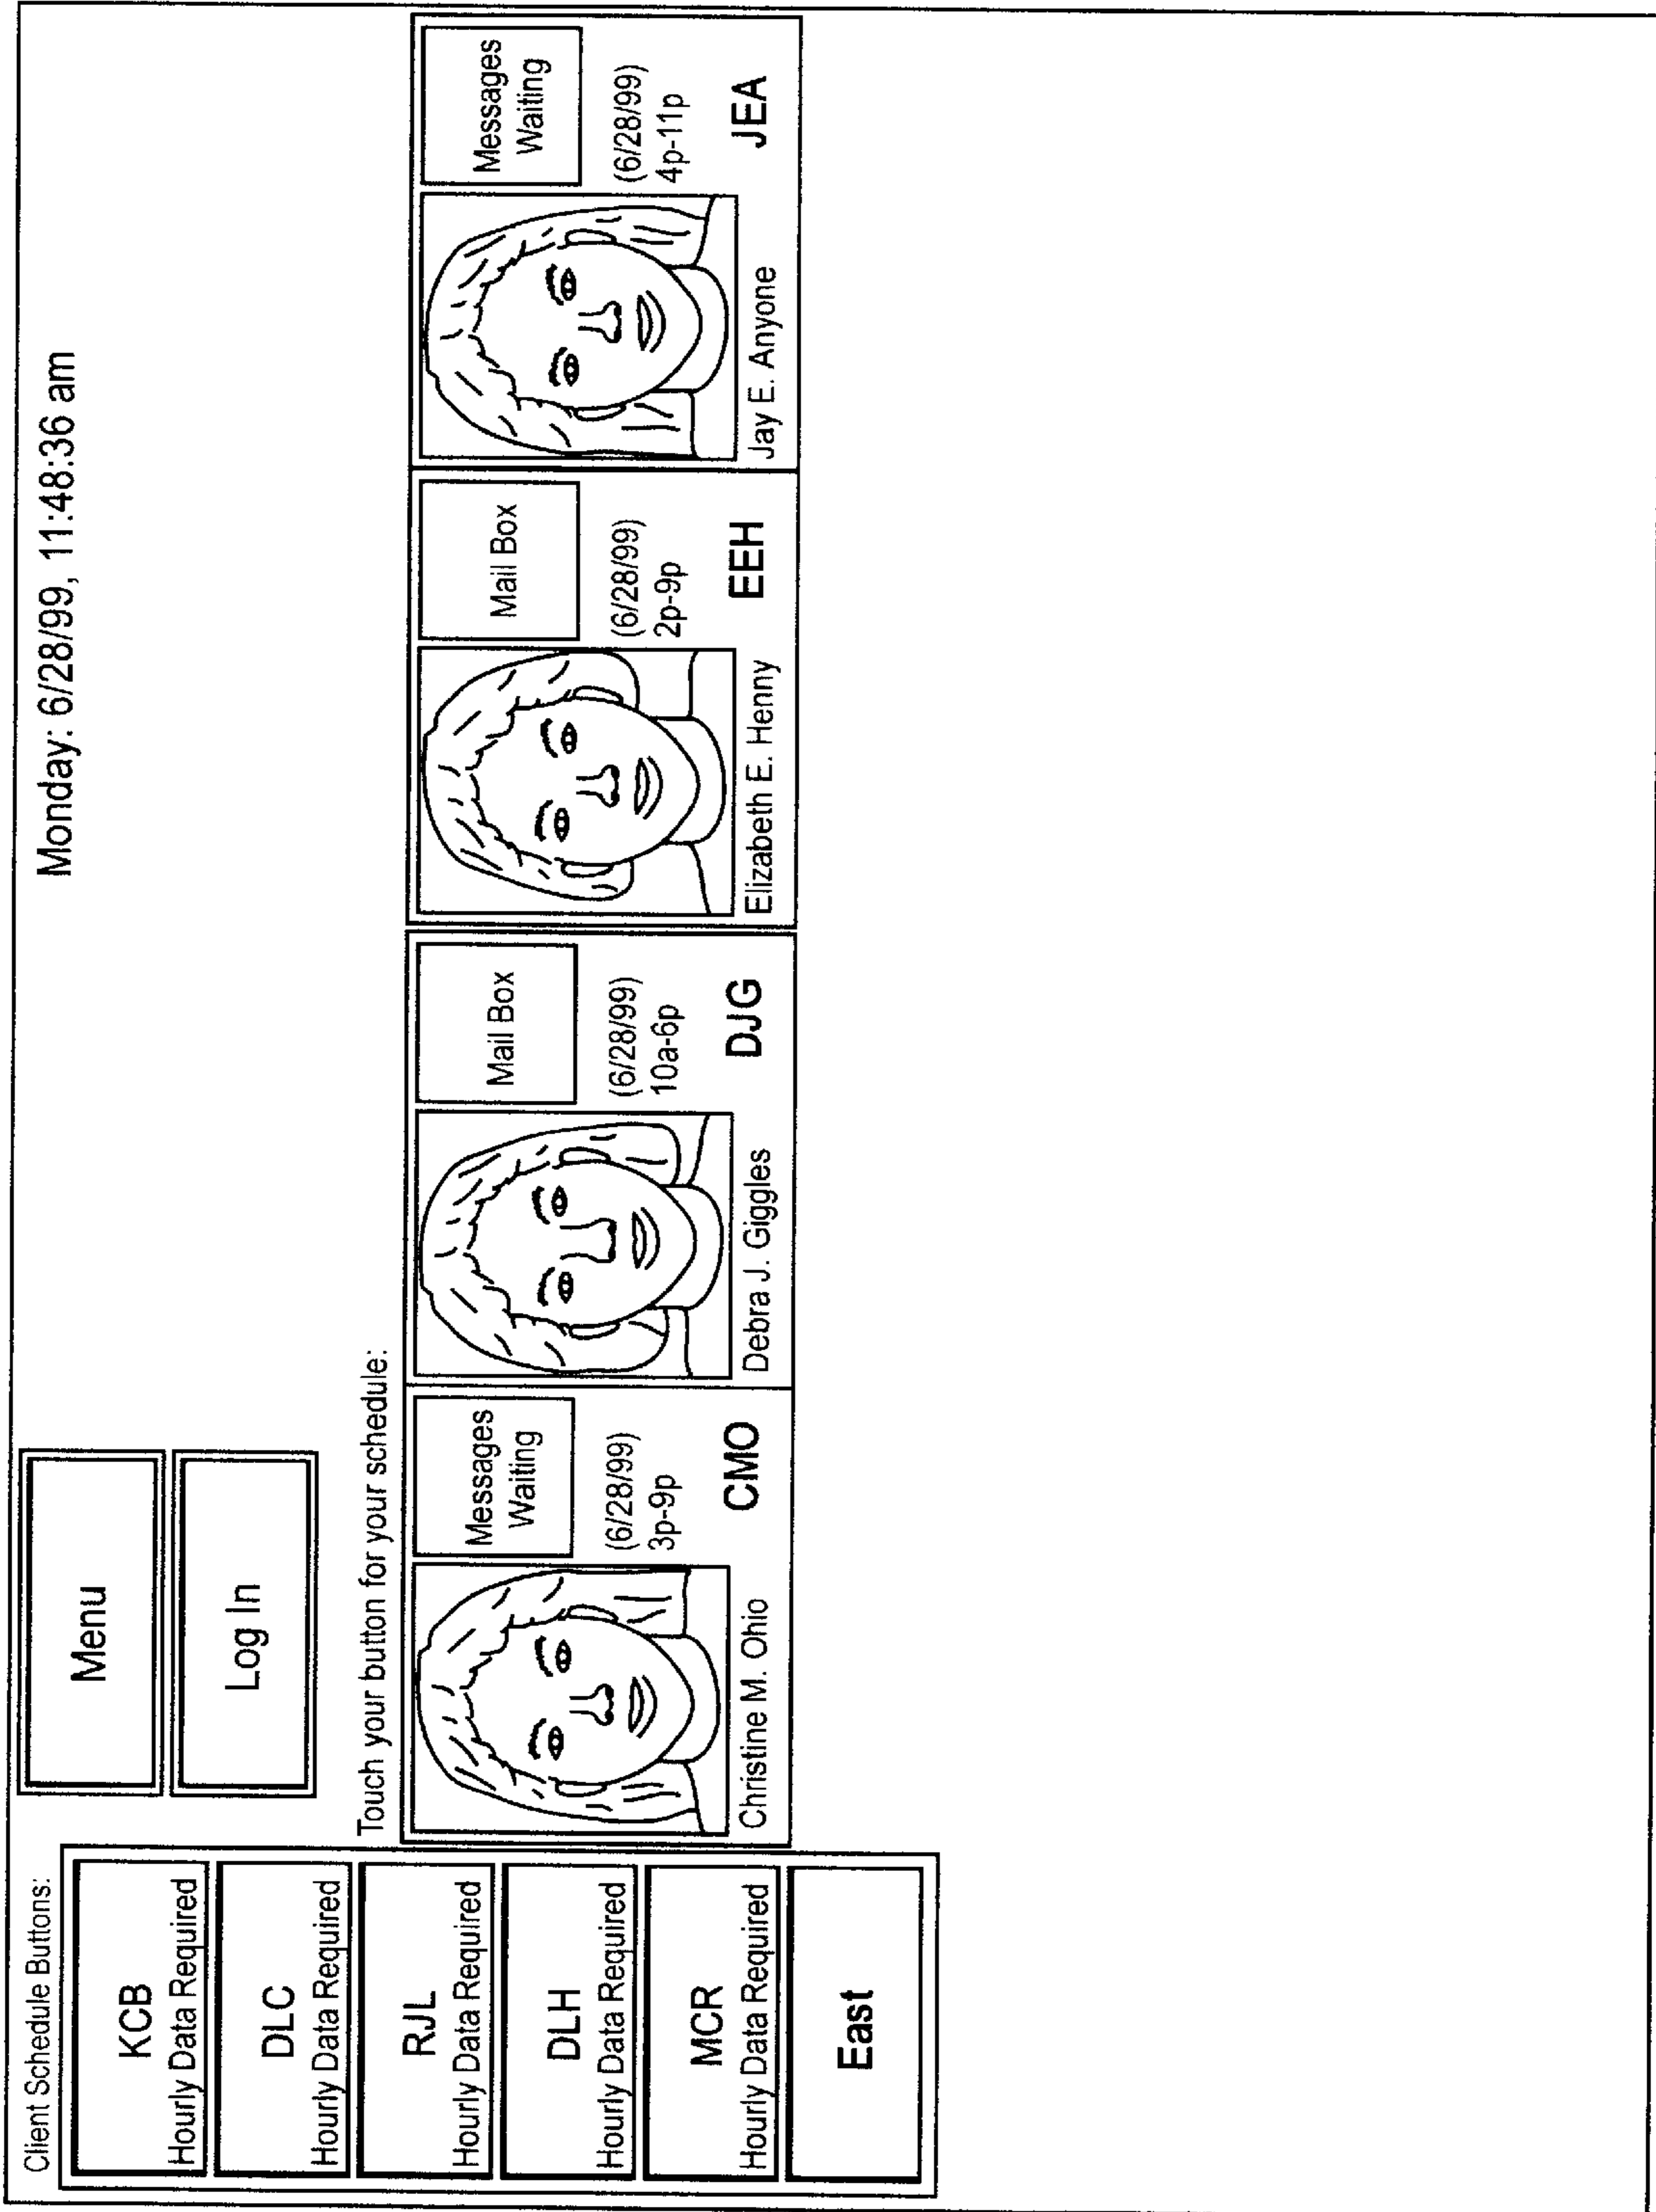 Monday: 6/28/99, 11:48:36 am
Client Schedule Buttons:
KCB
Hourly Data Required
DLC
Hourly Data Required
RJL
Hourly Data Required
DLH
Hourly Data Required
MCR
Hourly Data Required
East
Menu
Log In
Touch your button for your schedule:
Messages
Waiting
(6/28/99)
3p-9p
CMO
Christine M. Ohio
Mail Box
(6/28/99)
10a-6p
DJG
Debra J. Giggles
Mail Box
(6/28/99)
2p-9p
EEH
Elizabeth E. Henny
Messages
Waiting
(6/28/99)
4p-11p
JEA
Jay E. Anyone